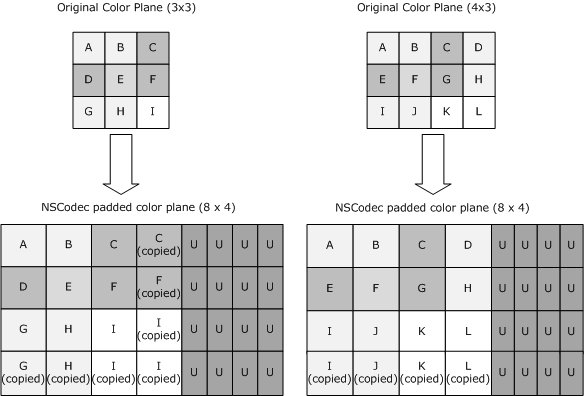 Original Color Plane (3x3)
A B C
D E F
G H I
NSCodec padded color plane (8 x 4)
A B C C (copied) U U U U
D E F F (copied) U U U U
G H I I (copied) U U U U
G (copied) H (copied) I (copied) I (copied) U U U U
Original Color Plane (4x3)
A B C D
E F G H
I J K L
NSCodec padded color plane (8 x 4)
A B C D U U U U
E F G H U U U U
I J K L U U U U
I (copied) J (copied) K (copied) L (copied) U U U U